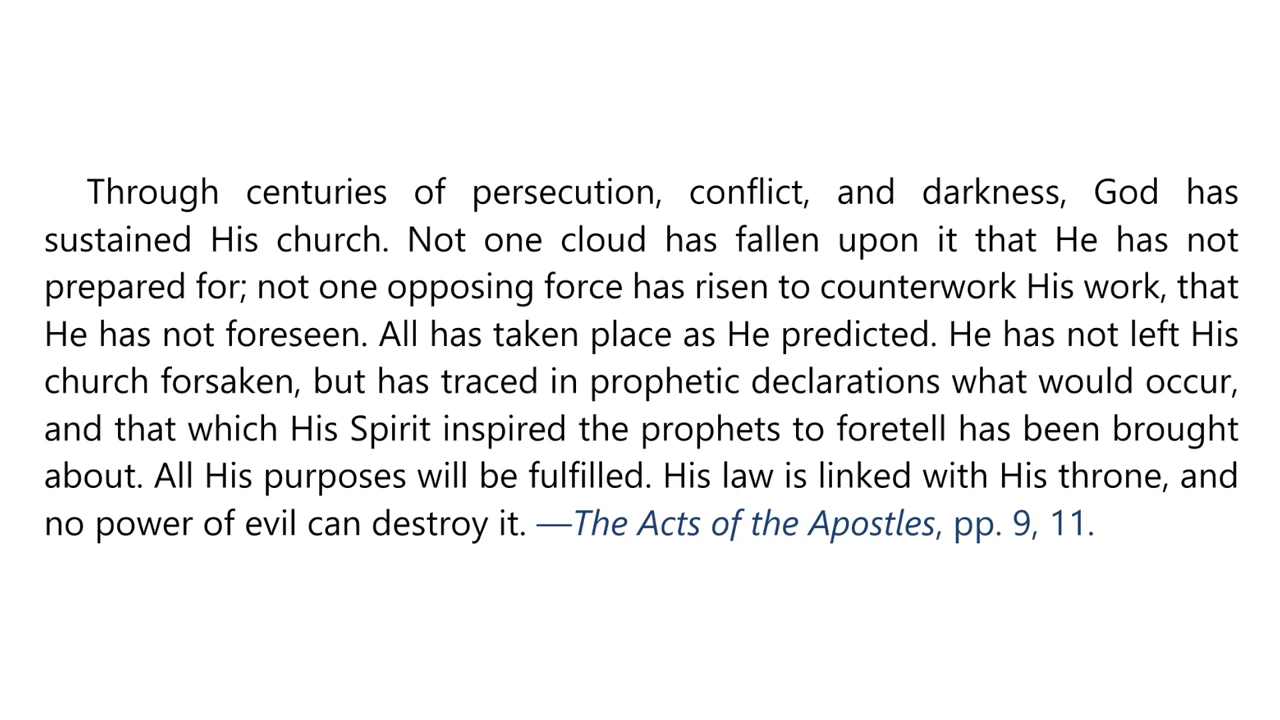 Through centuries of persecution, conflict, and darkness, God has
sustained His church. Not one cloud has fallen upon it that He has not
prepared for; not one opposing force has risen to counterwork His work, that
He has not foreseen. All has taken place as He predicted. He has not left His
church forsaken, but has traced in prophetic declarations what would occur,
and that which His Spirit inspired the prophets to foretell has been brought
about. All His purposes will be fulfilled. His law is linked with His throne, and
no power of evil can destroy it. —The Acts of the Apostles, pp. 9, 11.